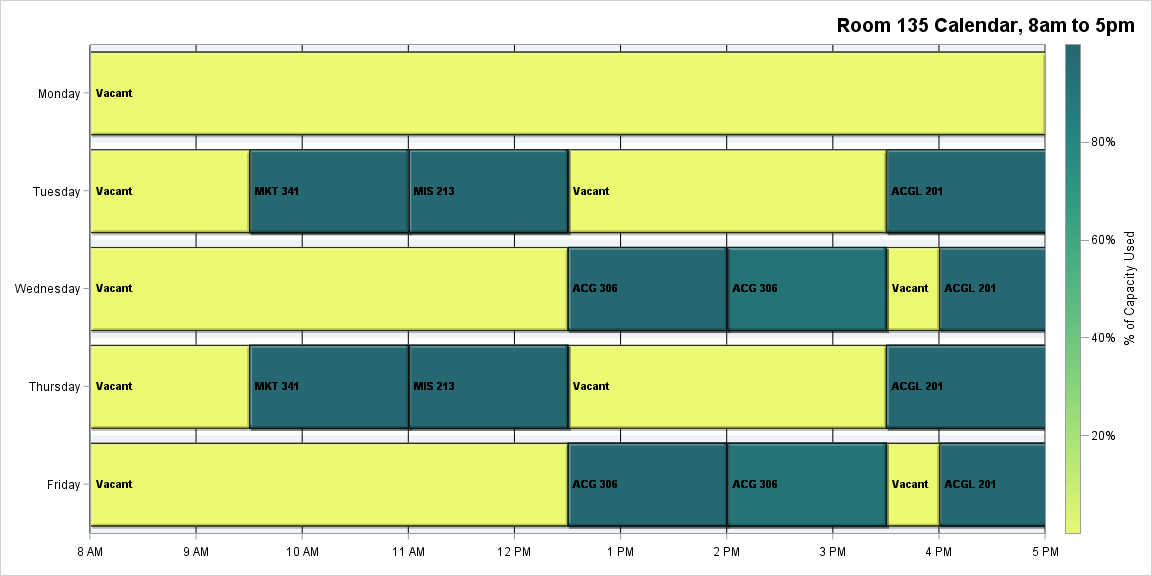 Room 135 Calendar, 8am to 5pm
Monday
Vacant
Tuesday
Vacant
MKT 341
MIS 213
Vacant
ACGL 201
Wednesday
Vacant
ACG 306
ACG 306
Vacant
ACGL 201
Thursday
Vacant
MKT 341
MIS 213
Vacant
ACGL 201
Friday
Vacant
ACG 306
ACG 306
Vacant
ACGL 201
8 AM
9 AM
10 AM
11 AM
12 PM
1 PM
2 PM
3 PM
4 PM
5 PM
80%
60%
40%
20%
% of Capacity Used